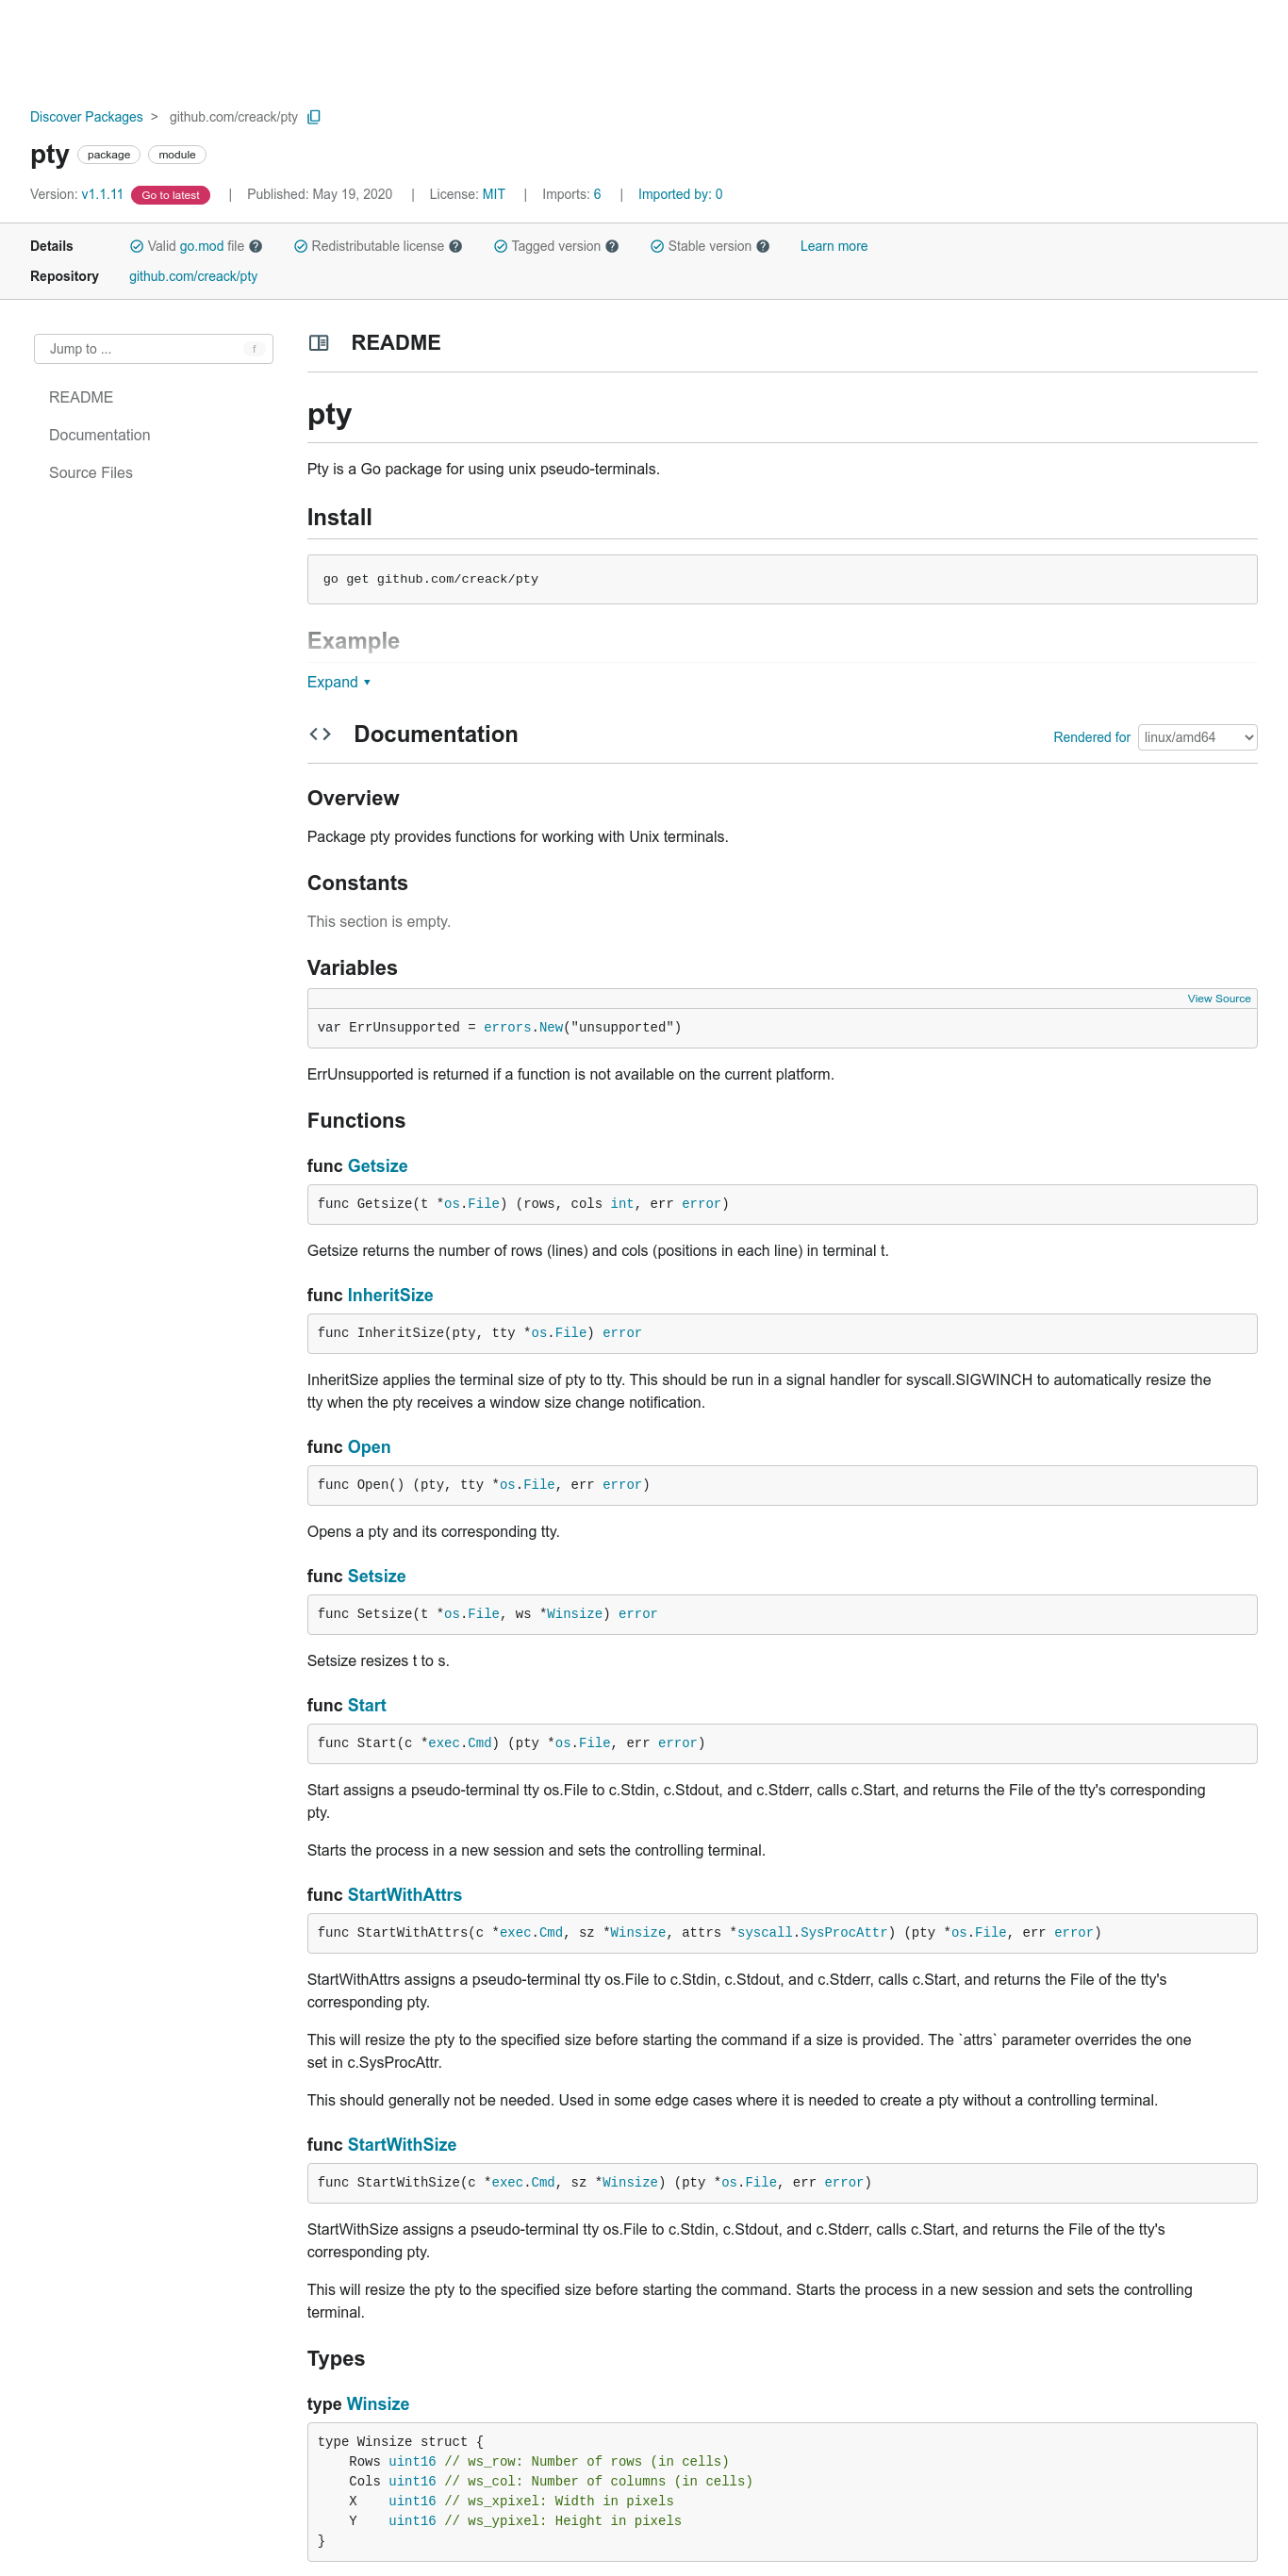 Discover Packages > github.com/creack/pty
pty package module
Version: v1.1.11 Go to latest | Published: May 19, 2020 | License: MIT | Imports: 6 | Imported by: 0
Details Valid go.mod file Redistributable license Tagged version Stable version Learn more
Repository github.com/creack/pty
Jump to ... f
README
Documentation
Source Files
README
pty
Pty is a Go package for using unix pseudo-terminals.
Install
go get github.com/creack/pty
Example
Expand
Documentation
Rendered for linux/amd64
Overview
Package pty provides functions for working with Unix terminals.
Constants
This section is empty.
Variables
View Source
var ErrUnsupported = errors.New("unsupported")
ErrUnsupported is returned if a function is not available on the current platform.
Functions
func Getsize
func Getsize(t *os.File) (rows, cols int, err error)
Getsize returns the number of rows (lines) and cols (positions in each line) in terminal t.
func InheritSize
func InheritSize(pty, tty *os.File) error
InheritSize applies the terminal size of pty to tty. This should be run in a signal handler for syscall.SIGWINCH to automatically resize the
tty when the pty receives a window size change notification.
func Open
func Open() (pty, tty *os.File, err error)
Opens a pty and its corresponding tty.
func Setsize
func Setsize(t *os.File, ws *Winsize) error
Setsize resizes t to s.
func Start
func Start(c *exec.Cmd) (pty *os.File, err error)
Start assigns a pseudo-terminal tty os.File to c.Stdin, c.Stdout, and c.Stderr, calls c.Start, and returns the File of the tty's corresponding
pty.
Starts the process in a new session and sets the controlling terminal.
func StartWithAttrs
func StartWithAttrs(c *exec.Cmd, sz *Winsize, attrs *syscall.SysProcAttr) (pty *os.File, err error)
StartWithAttrs assigns a pseudo-terminal tty os.File to c.Stdin, c.Stdout, and c.Stderr, calls c.Start, and returns the File of the tty's
corresponding pty.
This will resize the pty to the specified size before starting the command if a size is provided. The `attrs` parameter overrides the one
set in c.SysProcAttr.
This should generally not be needed. Used in some edge cases where it is needed to create a pty without a controlling terminal.
func StartWithSize
func StartWithSize(c *exec.Cmd, sz *Winsize) (pty *os.File, err error)
StartWithSize assigns a pseudo-terminal tty os.File to c.Stdin, c.Stdout, and c.Stderr, calls c.Start, and returns the File of the tty's
corresponding pty.
This will resize the pty to the specified size before starting the command. Starts the process in a new session and sets the controlling
terminal.
Types
type Winsize
type Winsize struct {
    Rows uint16 // ws_row: Number of rows (in cells)
    Cols uint16 // ws_col: Number of columns (in cells)
    X    uint16 // ws_xpixel: Width in pixels
    Y    uint16 // ws_ypixel: Height in pixels
}